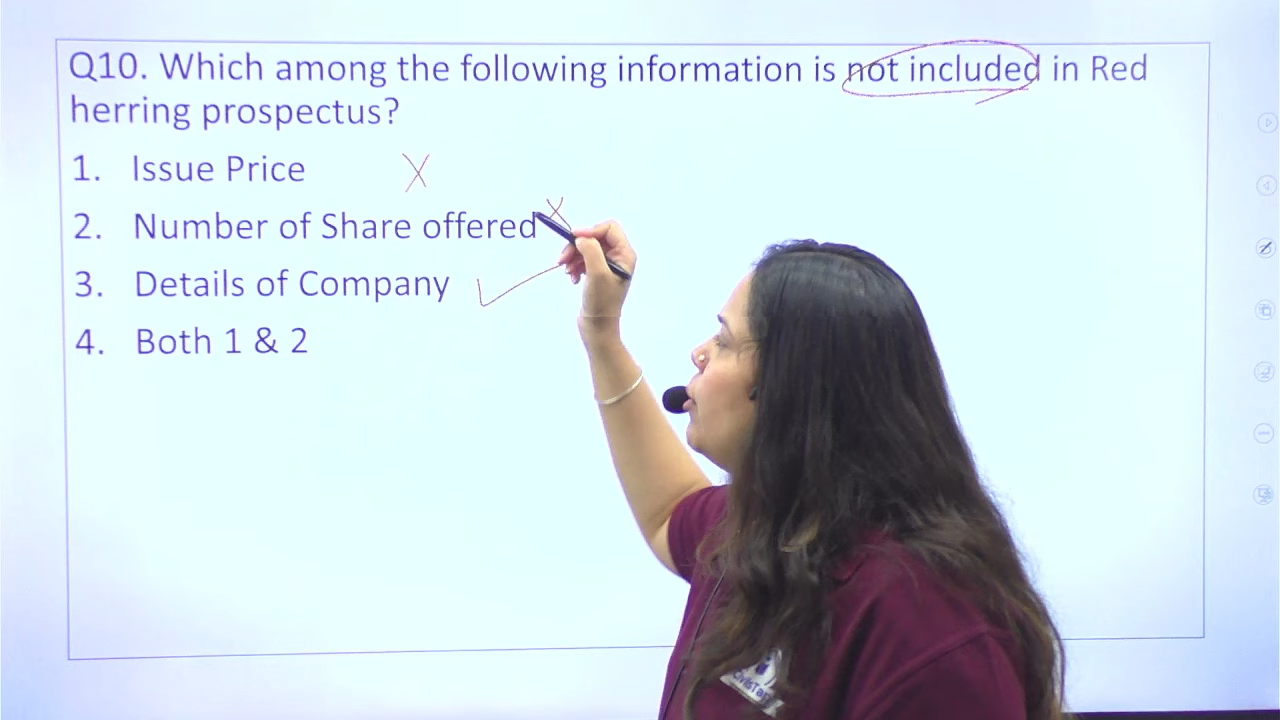 Q10. Which among the following information is not included in Red
herring prospectus?
1. Issue Price
2. Number of Share offered
3. Details of Company
4. Both 1 & 2